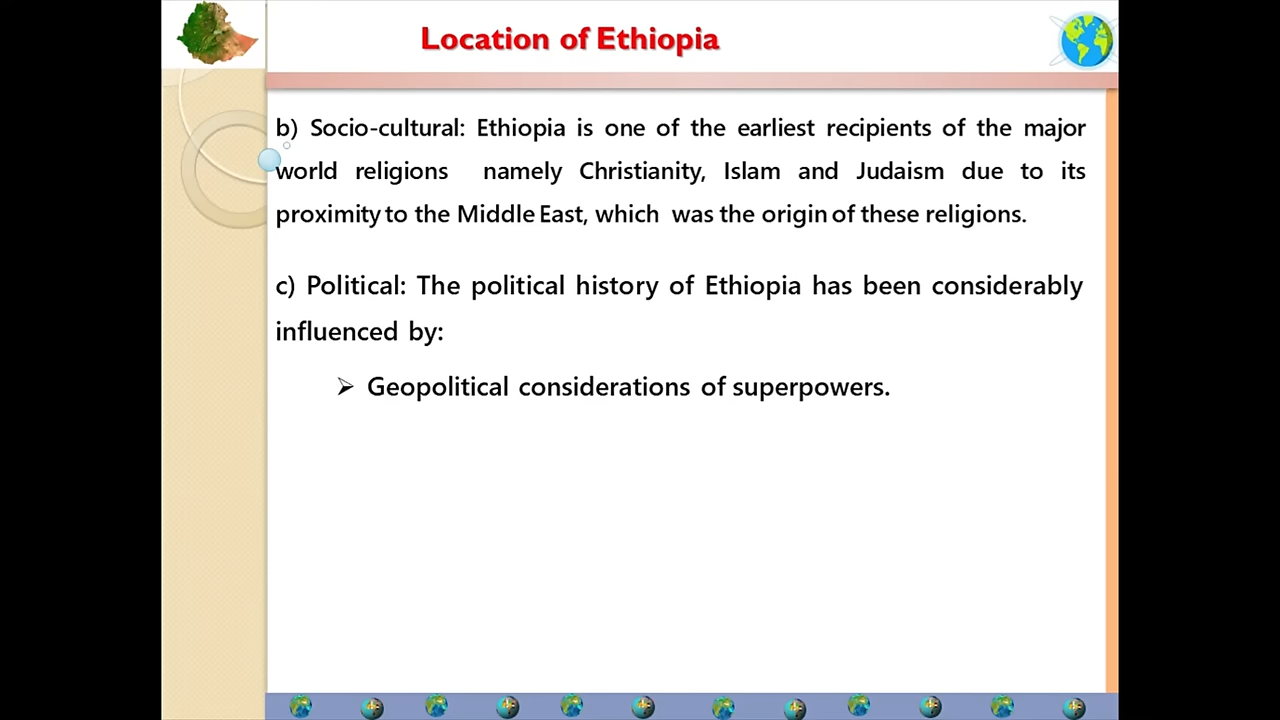 Location of Ethiopia
b) Socio-cultural: Ethiopia is one of the earliest recipients of the major
world religions namely Christianity, Islam and Judaism due to its
proximity to the Middle East, which was the origin of these religions.
c) Political: The political history of Ethiopia has been considerably
influenced by:
➢ Geopolitical considerations of superpowers.